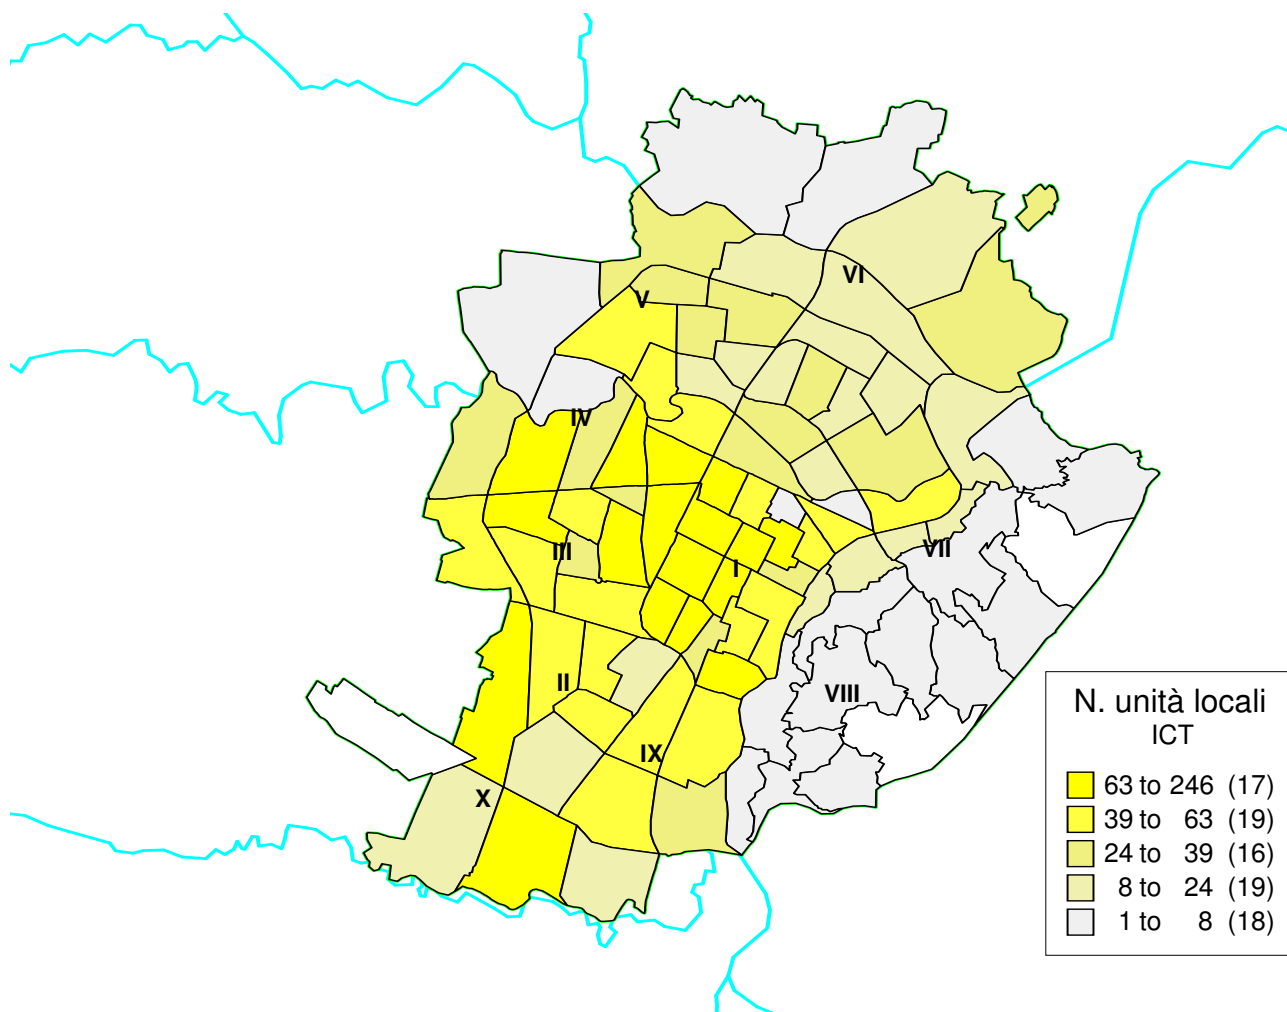 VI
V
IV
III
VII
I
II
VIII
IX
X
N. unità locali
ICT
63 to 246 (17)
39 to 63 (19)
24 to 39 (16)
8 to 24 (19)
1 to 8 (18)